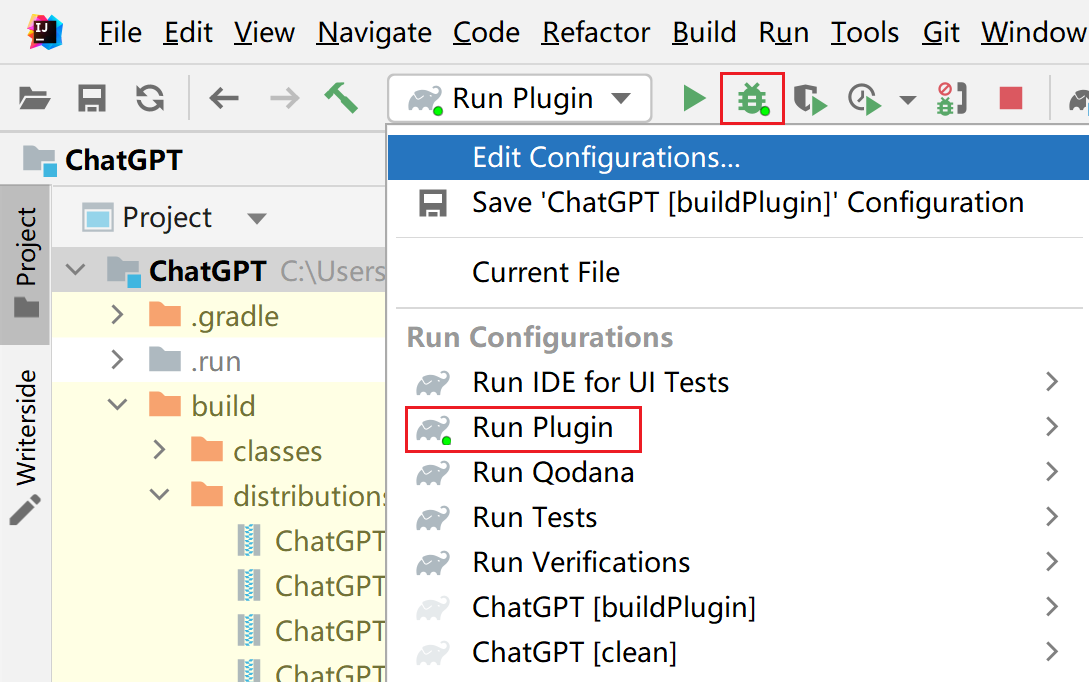 File Edit View Navigate Code Refactor Build Run Tools Git Window
Run Plugin
ChatGPT
Edit Configurations...
Save 'ChatGPT [buildPlugin]' Configuration
Current File
Run Configurations
Run IDE for UI Tests
Run Plugin
Run Qodana
Run Tests
Run Verifications
ChatGPT [buildPlugin]
ChatGPT [clean]
Project
Writerside
Project
ChatGPT C:\Users
.gradle
.run
build
classes
distributions
ChatGPT
ChatGPT
ChatGPT
ChatGPT